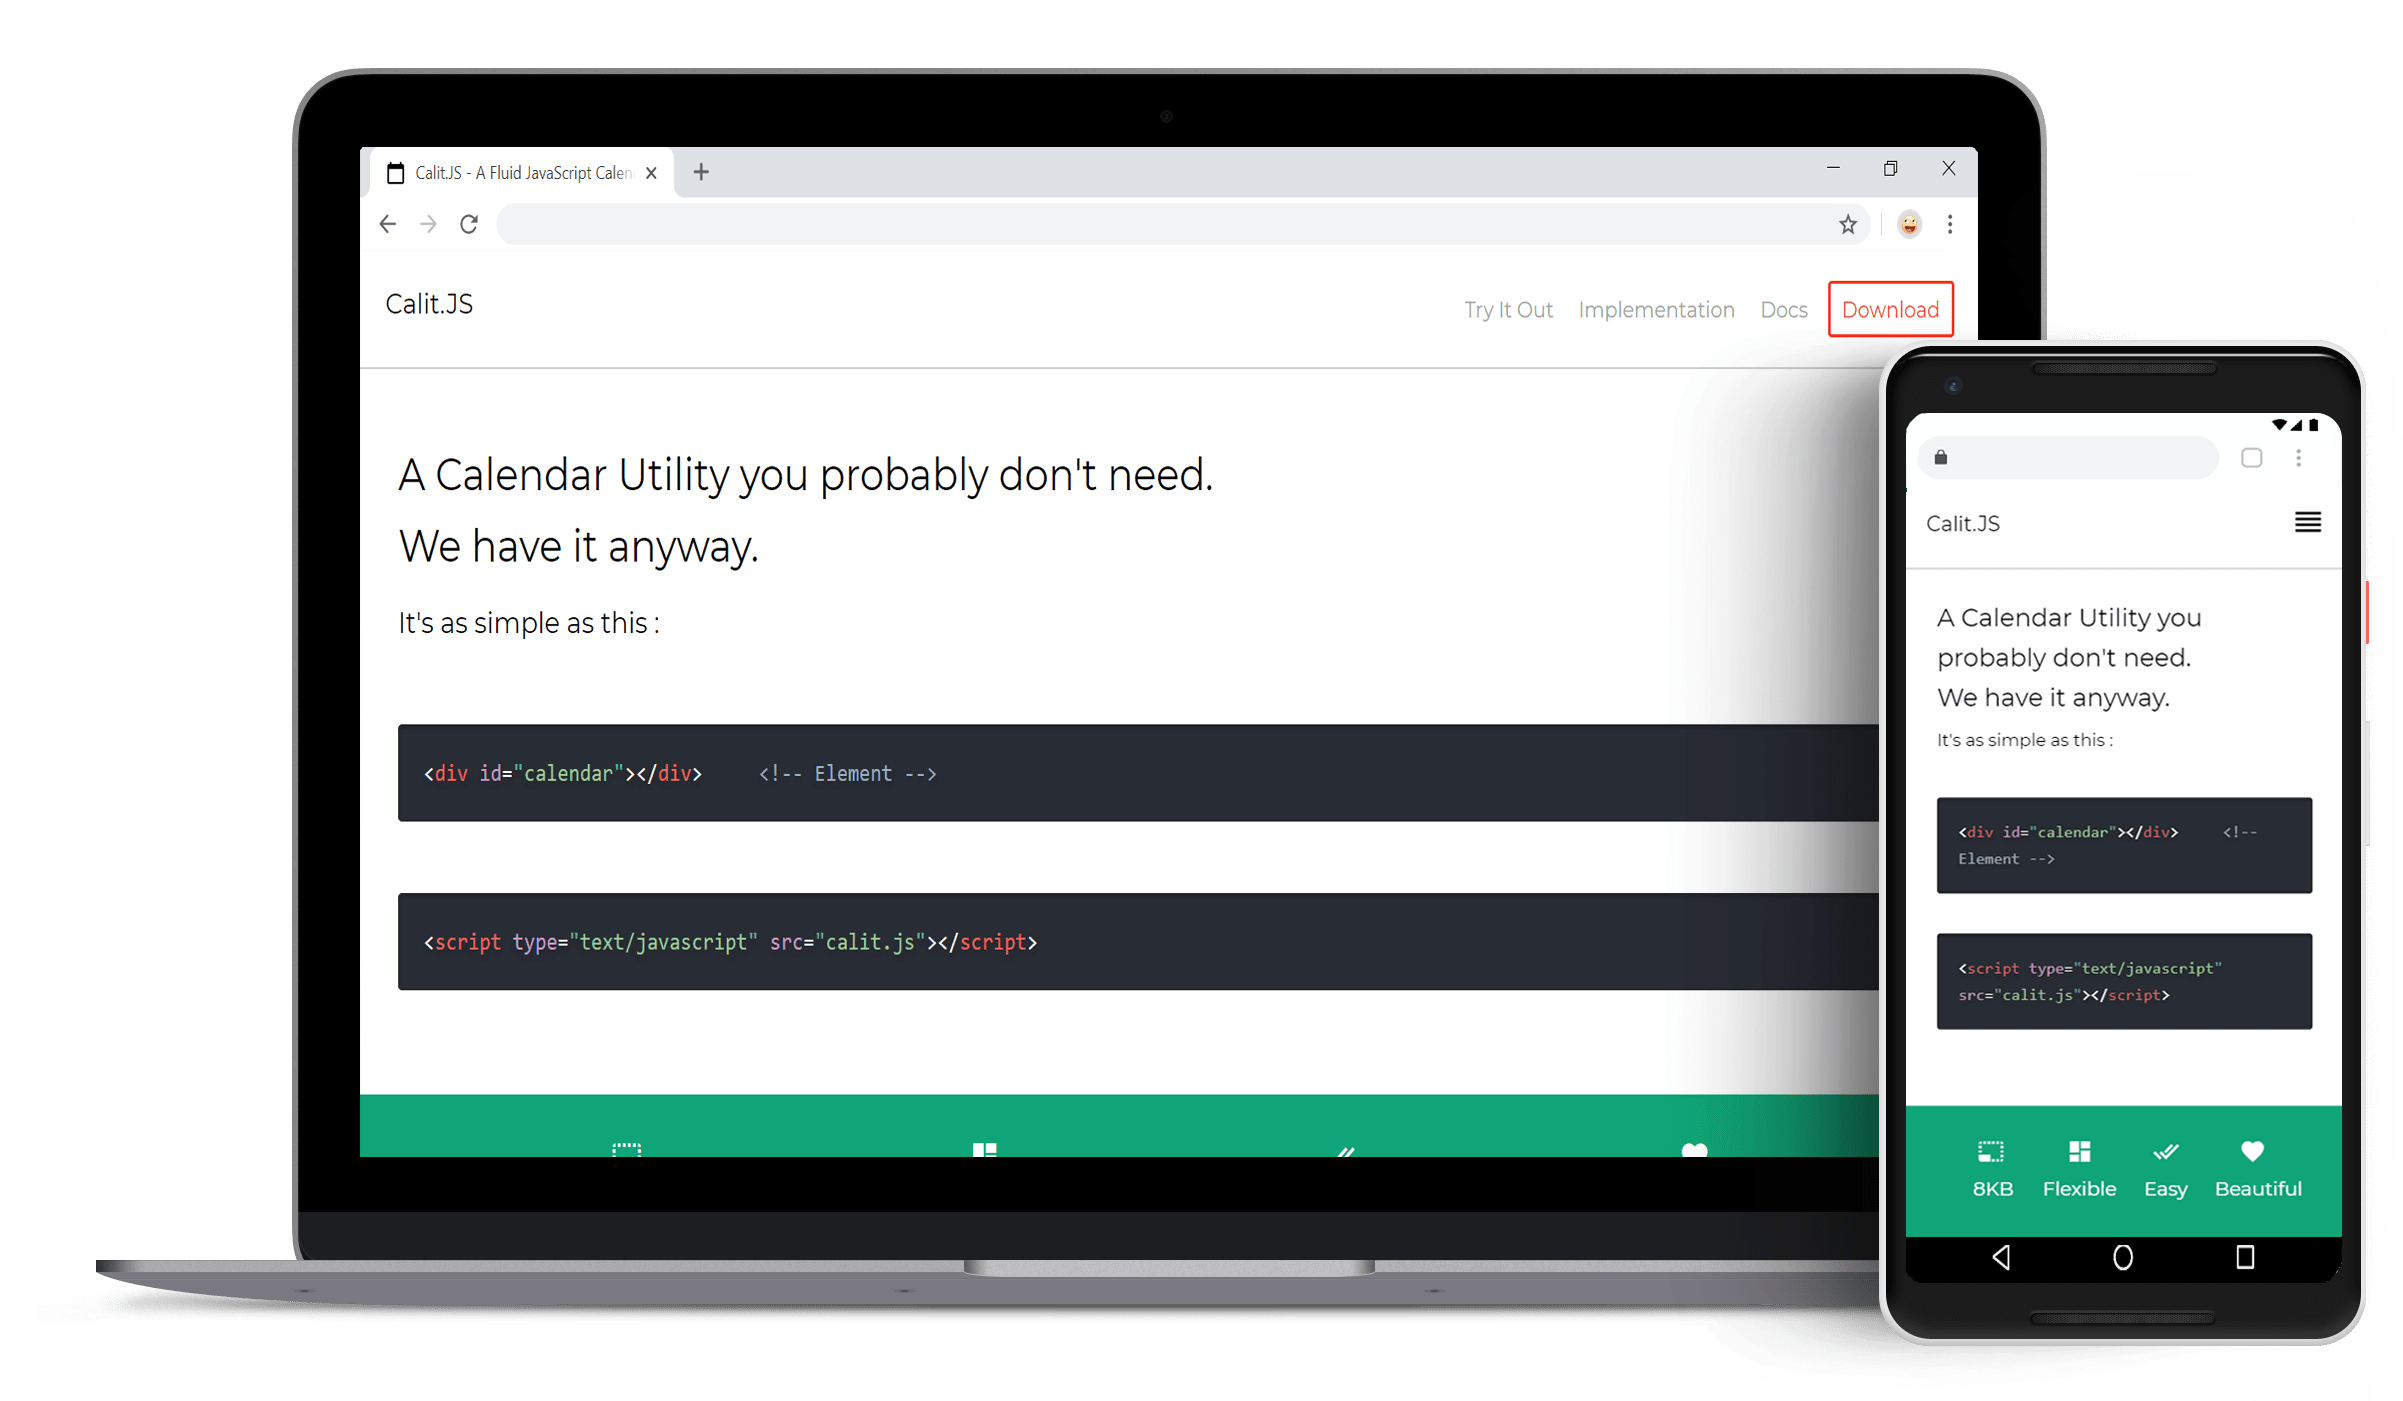 CalitJS - A Fluid JavaScript Calen
Calit.JS
Try It Out Implementation Docs Download
A Calendar Utility you probably don't need.
We have it anyway.
It's as simple as this :
<div id="calendar"></div> <!-- Element -->
<script type="text/javascript" src="calit.js"></script>
Calit.JS
A Calendar Utility you
probably don't need.
We have it anyway.
It's as simple as this :
<div id="calendar"></div> <!--
Element -->
<script type="text/javascript"
src="calit.js"></script>
8KB Flexible Easy Beautiful